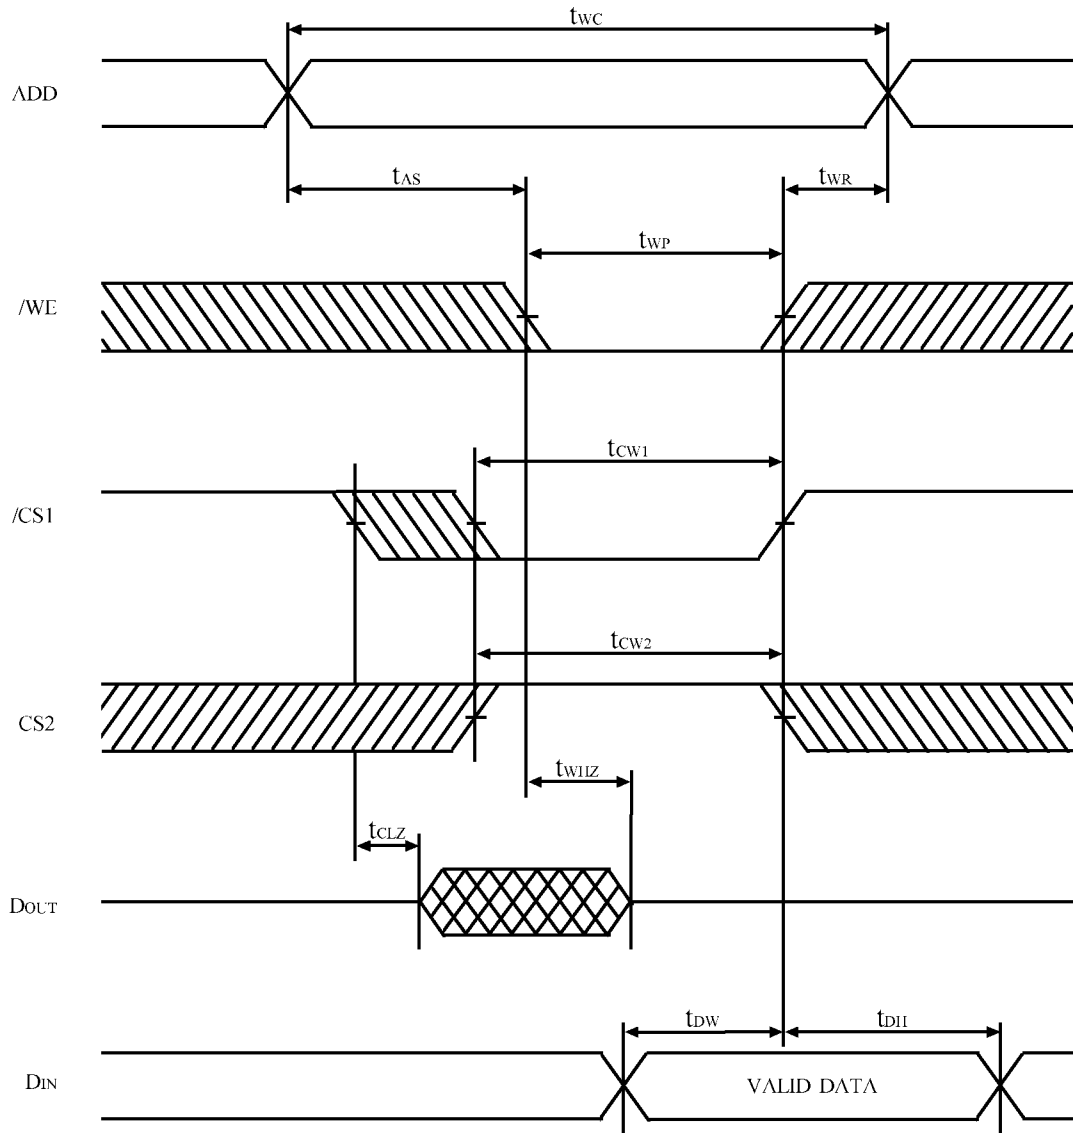 tWC
ADD
tAS
tWR
tWP
/WE
tCW1
/CS1
tCW2
CS2
tWHZ
tCLZ
DOUT
tDW
tDH
DIN
VALID DATA